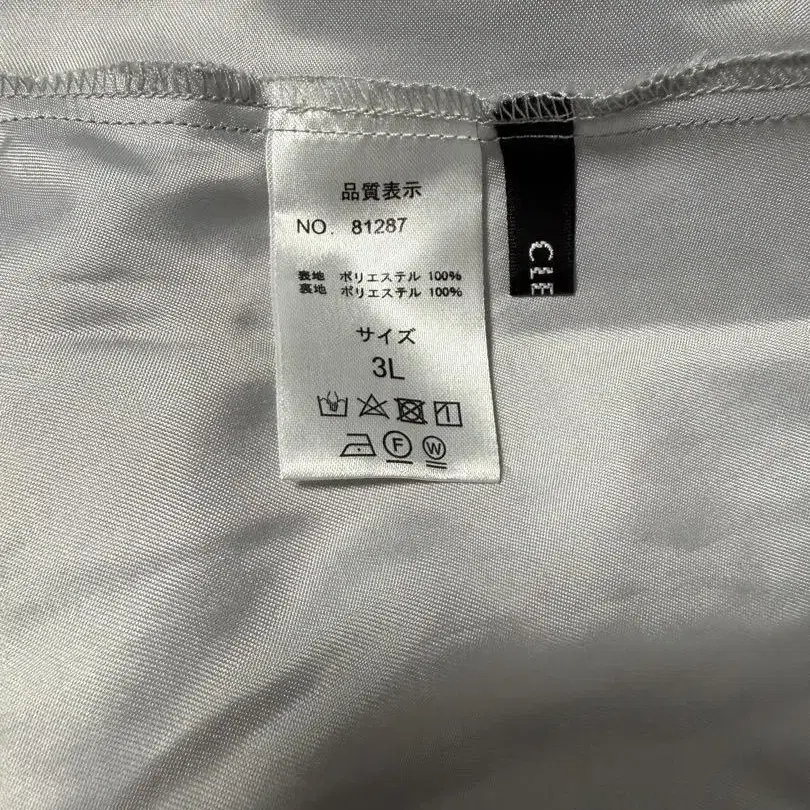 品質表示
NO. 81287
表地 ポリエステル 100%
裏地 ポリエステル 100%
サイズ
3L
F W
CLE